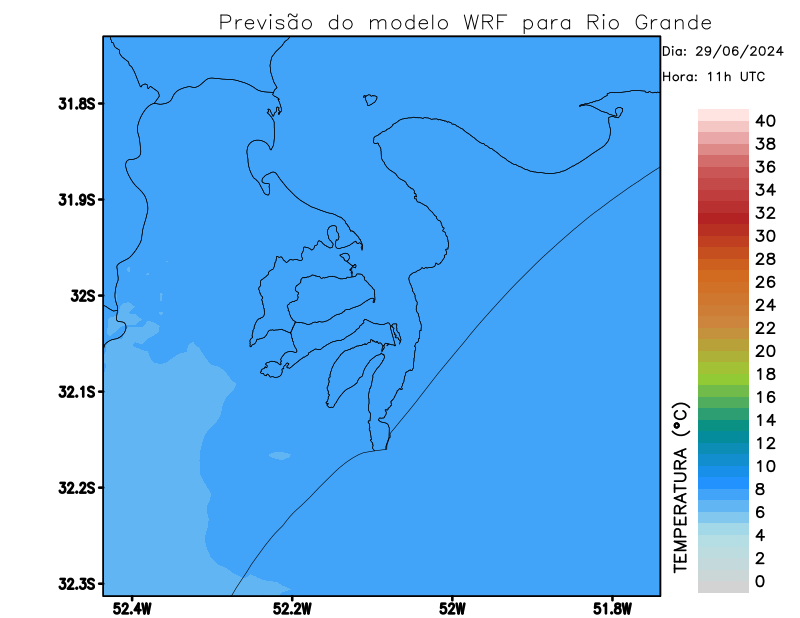 Previsão do modelo WRF para Rio Grande
Dia: 29/06/2024
Hora: 11h UTC
31.8S
31.9S
32S
32.1S
32.2S
32.3S
52.4W
52.2W
52W
51.8W
TEMPERATURA (°C)
40
38
36
34
32
30
28
26
24
22
20
18
16
14
12
10
8
6
4
2
0